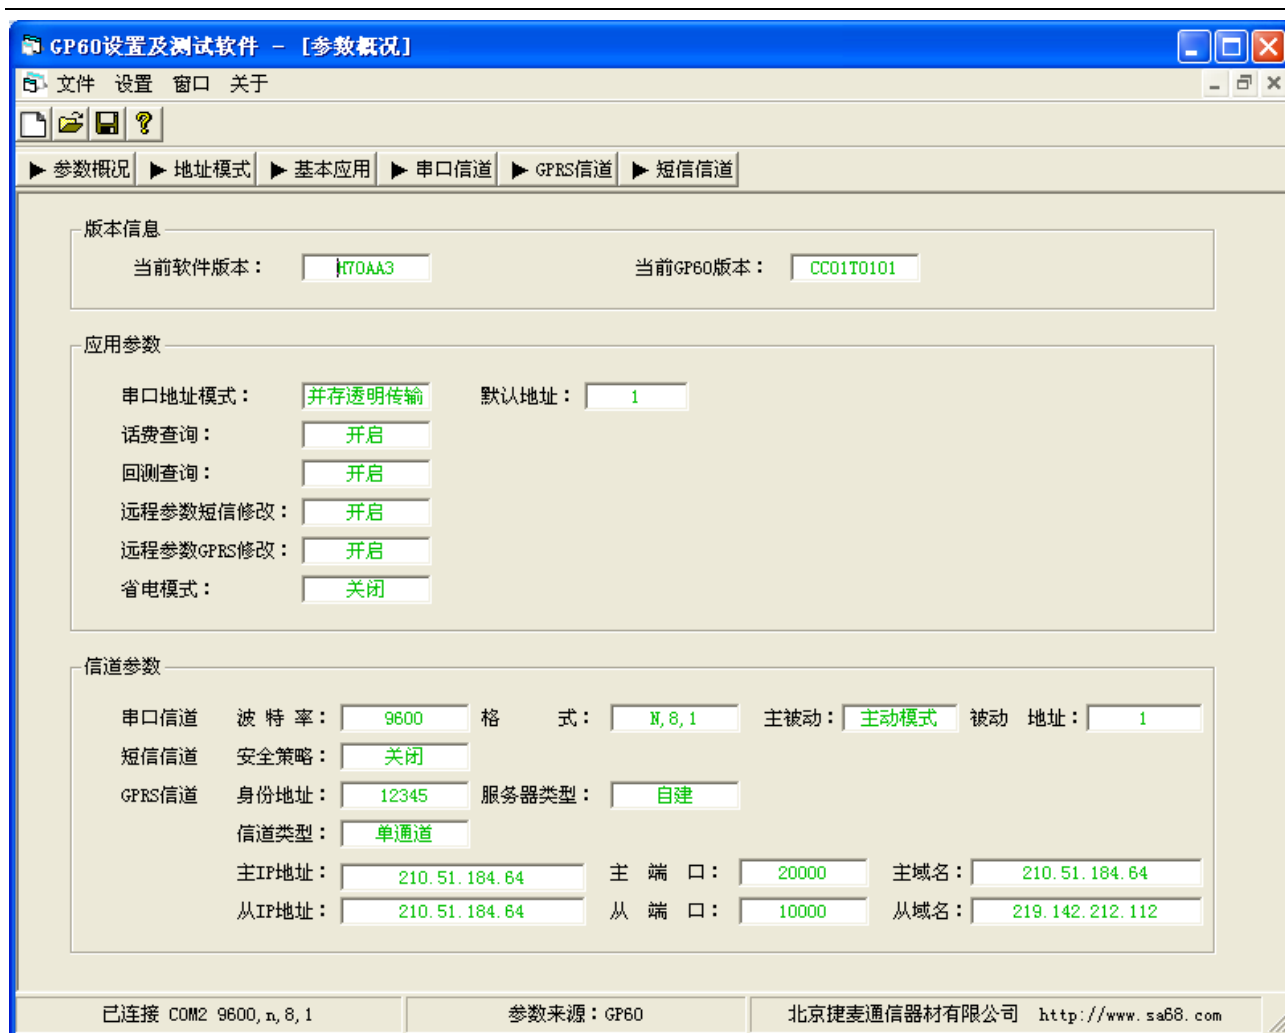 GP60设置及测试软件 - [参数概况]
文件 设置 窗口 关于
参数概况 地址模式 基本应用 串口信道 GPRS信道 短信信道
版本信息
当前软件版本： H70AA3 当前GP60版本： CC01T0101
应用参数
串口地址模式： 并存透明传输 默认地址： 1
话费查询： 开启
回测查询： 开启
远程参数短信修改： 开启
远程参数GPRS修改： 开启
省电模式： 关闭
信道参数
串口信道 波 特 率： 9600 格 式： N,8,1 主被动： 主动模式 被动 地址： 1
短信信道 安全策略： 关闭
GPRS信道 身份地址： 12345 服务器类型： 自建
信道类型： 单通道
主IP地址： 210.51.184.64 主 端 口： 20000 主域名： 210.51.184.64
从IP地址： 210.51.184.64 从 端 口： 10000 从域名： 219.142.212.112
已连接 COM2 9600,n,8,1 参数来源：GP60 北京捷麦通信器材有限公司 http://www.sa68.com